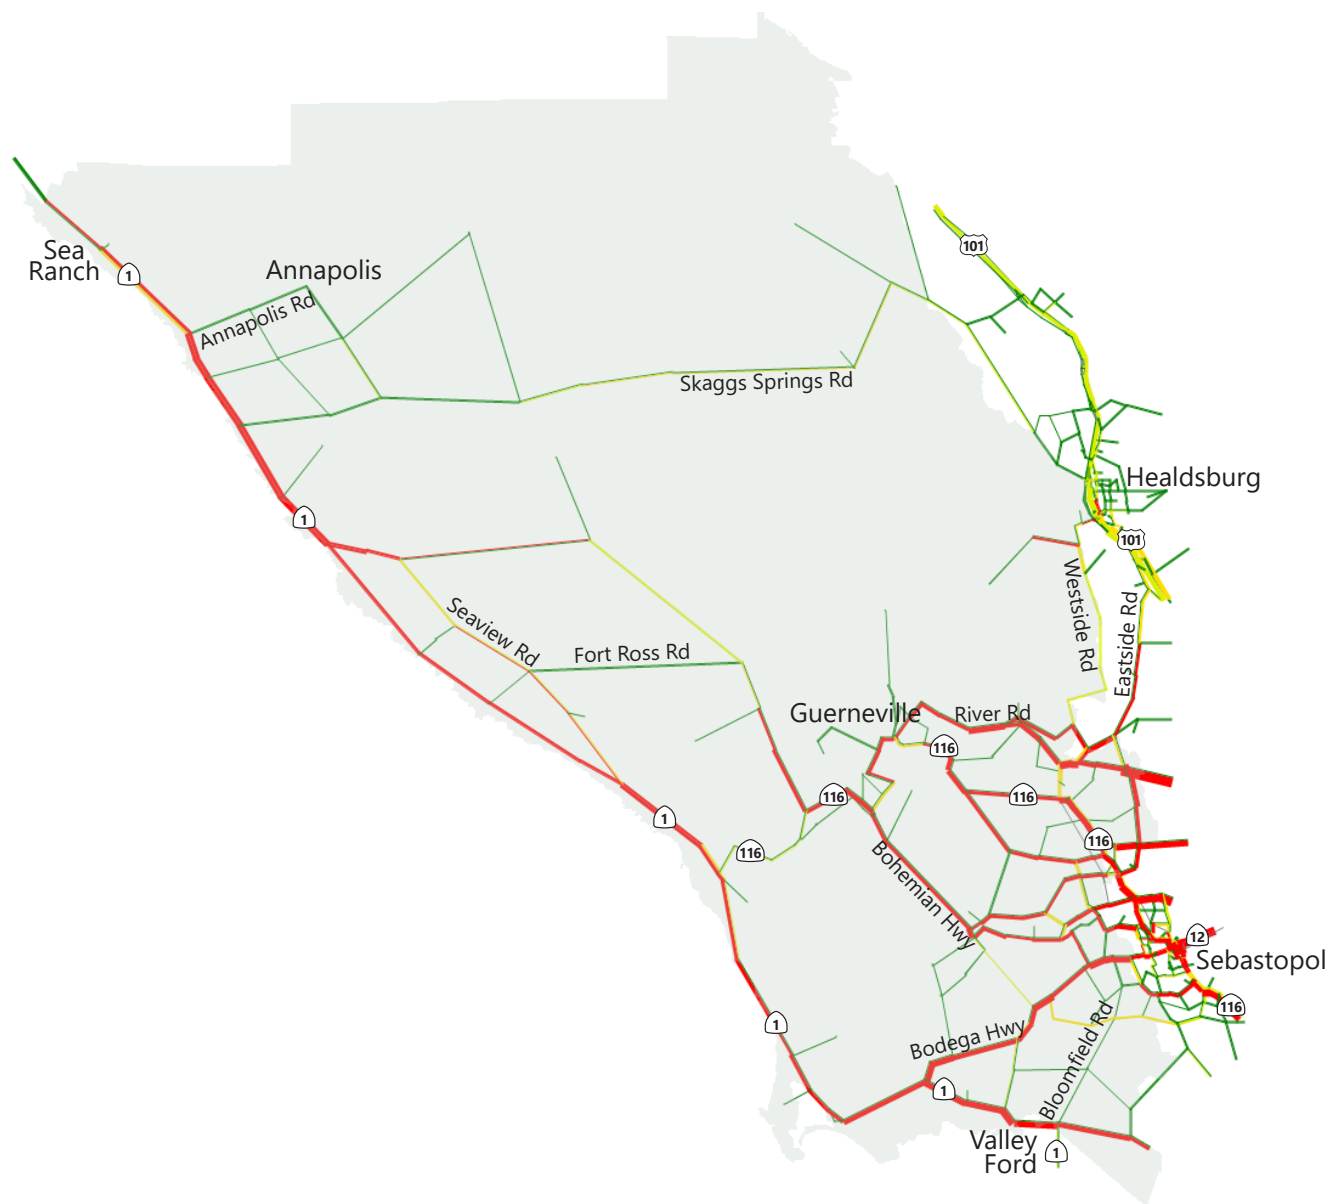 101
Sea
Ranch
1
Annapolis
Annapolis Rd
Skaggs Springs Rd
Healdsburg
1
101
Westside Rd
Eastside Rd
Seaview Rd
Fort Ross Rd
Guerneville
River Rd
116
116
116
1
116
116
Bohemian Hwy
12
Sebastopol
116
1
Bodega Hwy
Bloomfield Rd
1
Valley
Ford
1